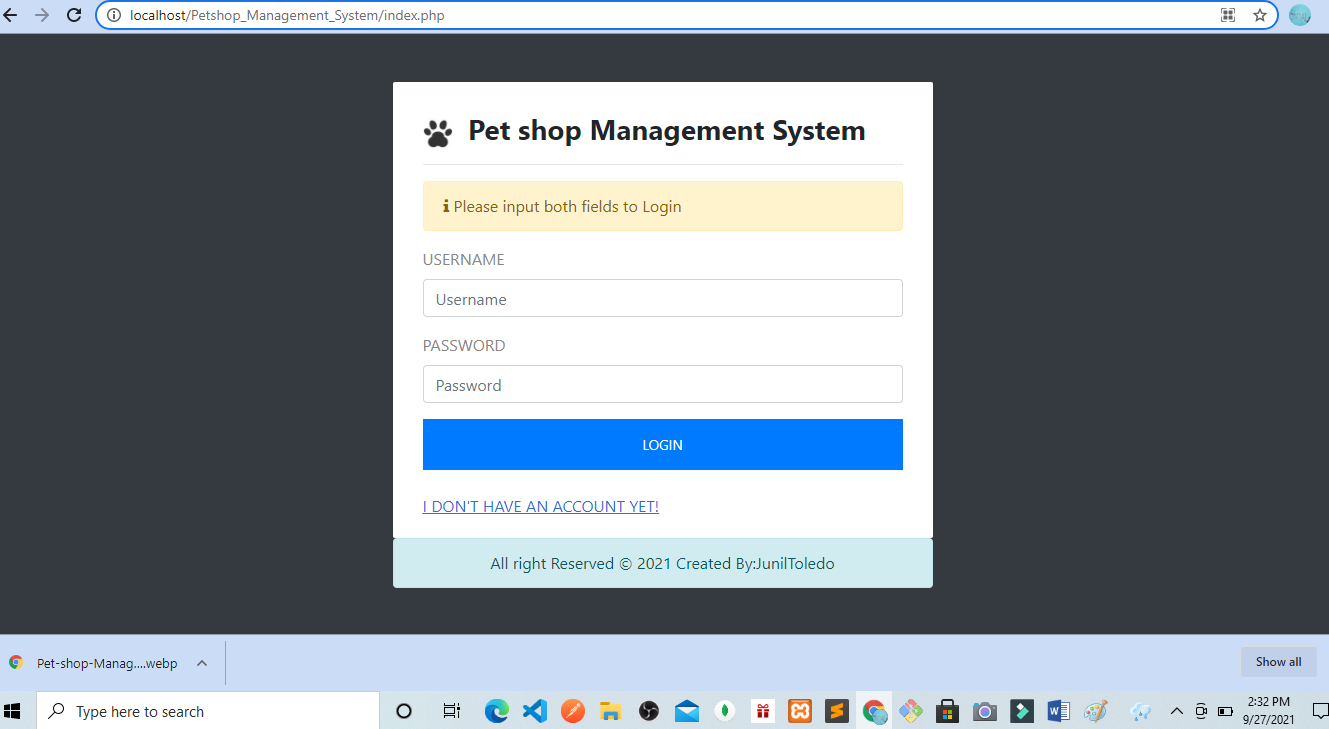 localhost/Petshop_Management_System/index.php
Pet shop Management System
Please input both fields to Login
USERNAME
Username
PASSWORD
Password
LOGIN
I DON'T HAVE AN ACCOUNT YET!
All right Reserved © 2021 Created By:JunilToledo
Pet-shop-Manag....webp
Show all
Type here to search
2:32 PM
9/27/2021